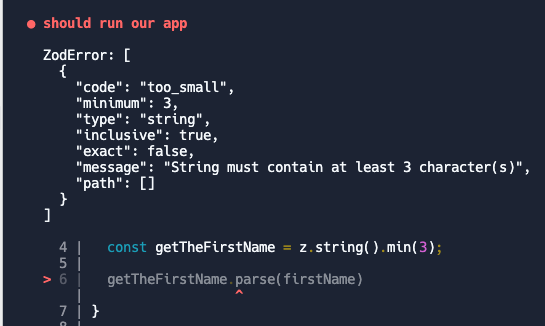 ● should run our app
ZodError: [
{
"code": "too_small",
"minimum": 3,
"type": "string",
"inclusive": true,
"exact": false,
"message": "String must contain at least 3 character(s)",
"path": []
}
]
4 | const getTheFirstName = z.string().min(3);
5 |
> 6 | getTheFirstName.parse(firstName)
| ^
7 | }